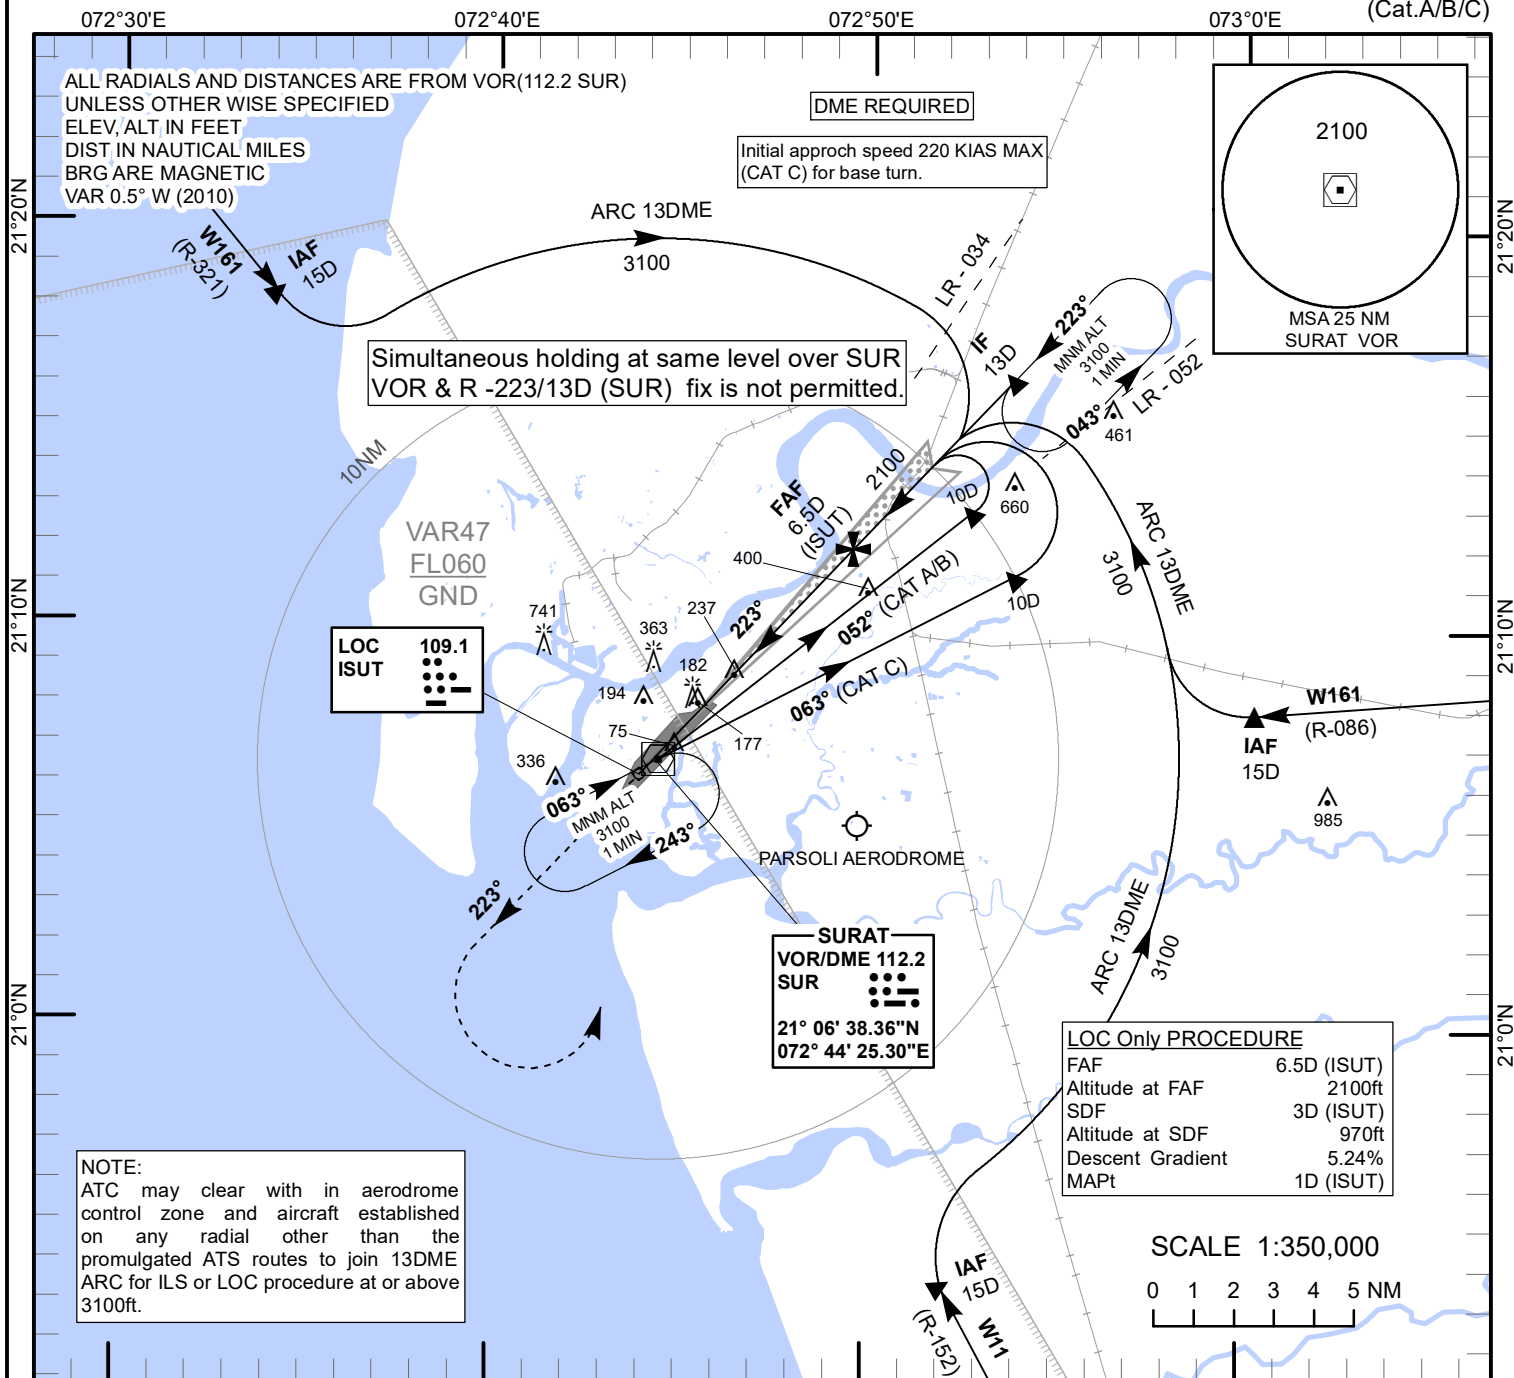 (Cat.A/B/C)
072°30'E
072°40'E
072°50'E
073°0'E
ALL RADIALS AND DISTANCES ARE FROM VOR(112.2 SUR)
UNLESS OTHER WISE SPECIFIED
ELEV, ALT IN FEET
DIST IN NAUTICAL MILES
BRG ARE MAGNETIC
VAR 0.5° W (2010)
DME REQUIRED
Initial approch speed 220 KIAS MAX
(CAT C) for base turn.
2100
MSA 25 NM
SURAT VOR
21°20'N
21°20'N
W161
(R-321)
IAF
15D
ARC 13DME
3100
LR - 034
IF
13D
223°
MNM ALT
3100
1 MIN
043°
LR - 052
461
Simultaneous holding at same level over SUR
VOR & R -223/13D (SUR) fix is not permitted.
10NM
2100
FAF
6.5D
(ISUT)
10D
660
VAR47
FL060
GND
400
ARC 13DME
3100
052° (CAT A/B)
10D
21°10'N
21°10'N
741
363
237
223°
LOC 109.1
ISUT
182
194
063° (CAT C)
W161
(R-086)
IAF
15D
75
177
336
063°
MNM ALT
3100
1 MIN
243°
985
PARSOLI AERODROME
223°
ARC 13DME
3100
SURAT
VOR/DME 112.2
SUR
21° 06' 38.36"N
072° 44' 25.30"E
21°0'N
21°0'N
LOC Only PROCEDURE
FAF 6.5D (ISUT)
Altitude at FAF 2100ft
SDF 3D (ISUT)
Altitude at SDF 970ft
Descent Gradient 5.24%
MAPt 1D (ISUT)
NOTE:
ATC may clear with in aerodrome
control zone and aircraft established
on any radial other than the
promulgated ATS routes to join 13DME
ARC for ILS or LOC procedure at or above
3100ft.
IAF
15D
(R-152)
W11
SCALE 1:350,000
0 1 2 3 4 5 NM